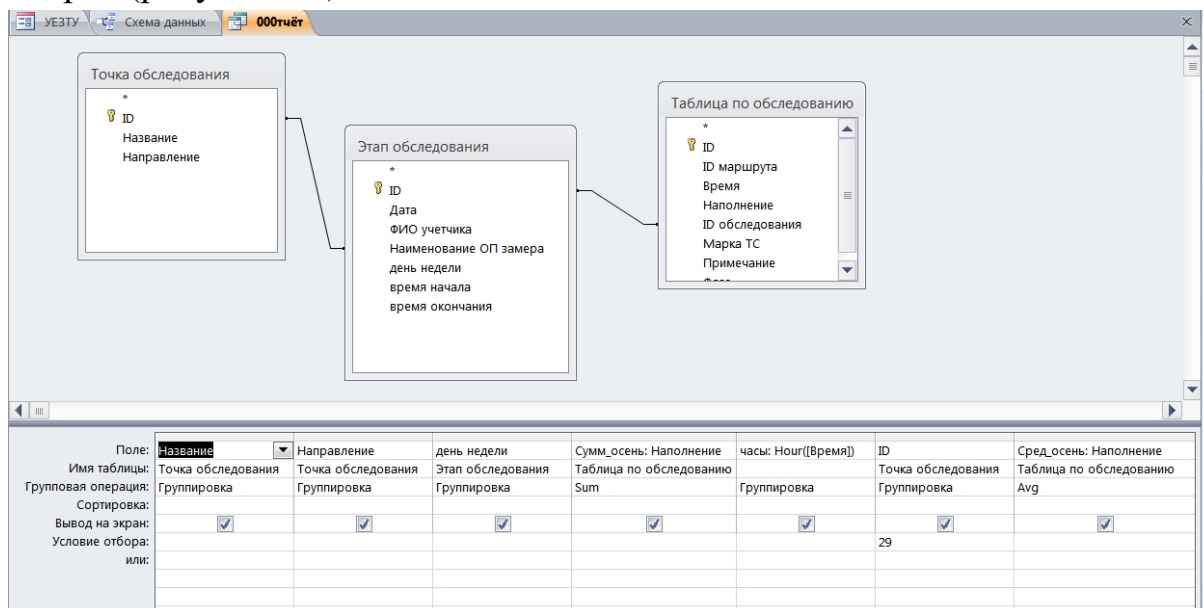 УЕЗТУ Схема данных 000тчёт
Точка обследования
*
ID
Название
Направление
Этап обследования
*
ID
Дата
ФИО учетчика
Наименование ОП замера
день недели
время начала
время окончания
Таблица по обследованию
*
ID
ID маршрута
Время
Наполнение
ID обследования
Марка ТС
Примечание
Поле: Название Направление день недели Сумм_осень: Наполнение часы: Hour([Время]) ID Сред_осень: Наполнение
Имя таблицы: Точка обследования Точка обследования Этап обследования Таблица по обследованию Точка обследования Таблица по обследованию
Групповая операция: Группировка Группировка Группировка Sum Группировка Группировка Avg
Сортировка:
Вывод на экран:
Условие отбора: 29
или: